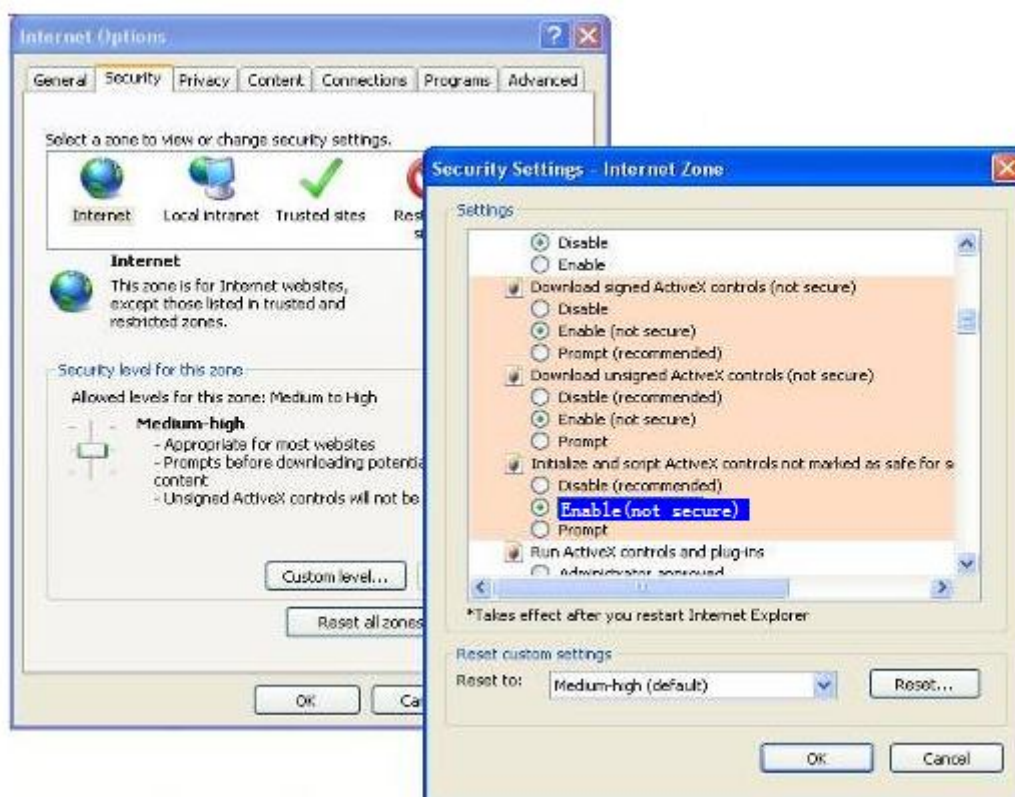 Internet Options
General Security Privacy Content Connections Programs Advanced
Select a zone to view or change security settings.
Internet
Local intranet
Trusted sites
Internet
This zone is for Internet websites,
except those listed in trusted and
restricted zones.
Security level for this zone
Allowed levels for this zone: Medium to High
Medium-high
- Appropriate for most websites
- Prompts before downloading
content
- Unsigned ActiveX controls will not be
Custom level...
Reset all zones
OK
Security Settings - Internet Zone
Settings
Disable
Enable
Download signed ActiveX controls (not secure)
Disable
Enable (not secure)
Prompt (recommended)
Download unsigned ActiveX controls (not secure)
Disable (recommended)
Enable (not secure)
Prompt
Initialize and script ActiveX controls not marked as safe for s
Disable (recommended)
Enable(not secure)
Prompt
Run ActiveX controls and plug-ins
Administrator approved
*Takes effect after you restart Internet Explorer
Reset custom settings
Reset to:
Medium-high (default)
Reset...
OK
Cancel